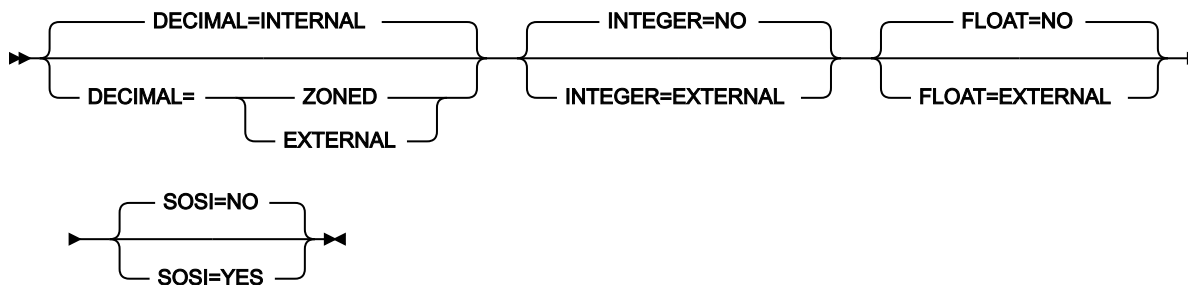 DECIMAL=INTERNAL
DECIMAL=
ZONED
EXTERNAL
INTEGER=NO
INTEGER=EXTERNAL
FLOAT=NO
FLOAT=EXTERNAL
SOSI=NO
SOSI=YES